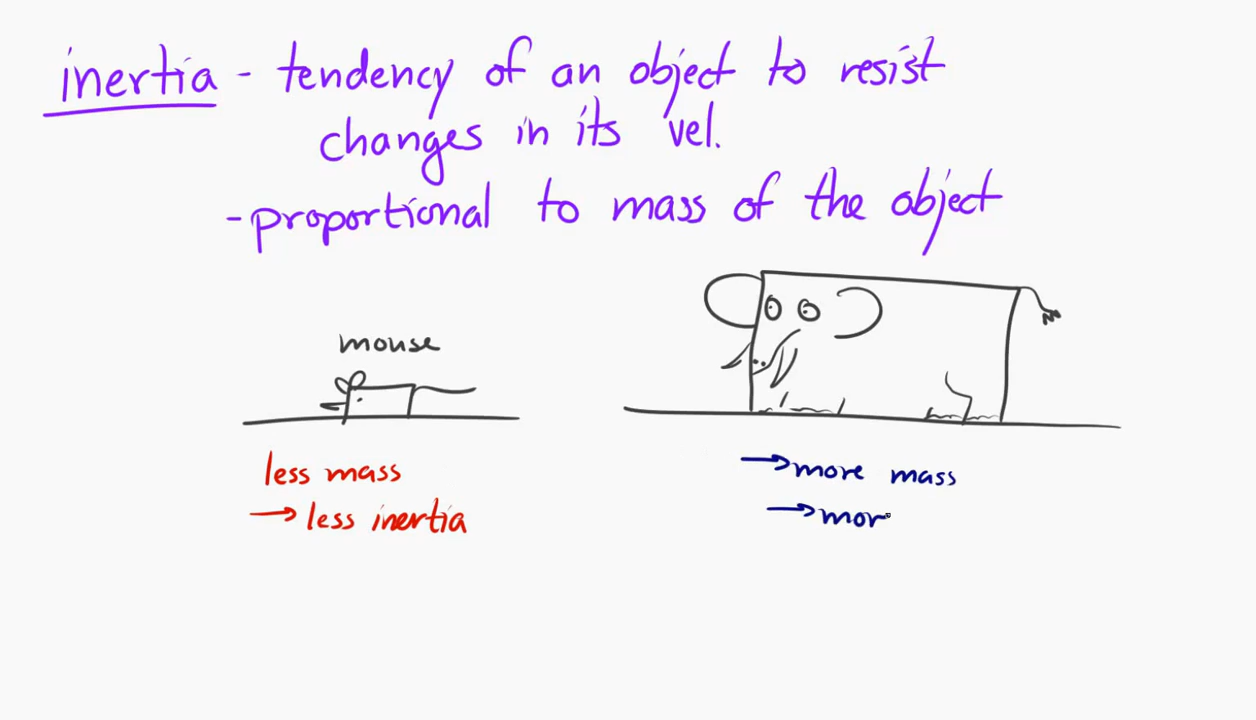 inertia - tendency of an object to resist
changes in its vel.
- proportional to mass of the object
mouse
less mass
→ less inertia
→ more mass
→ mor